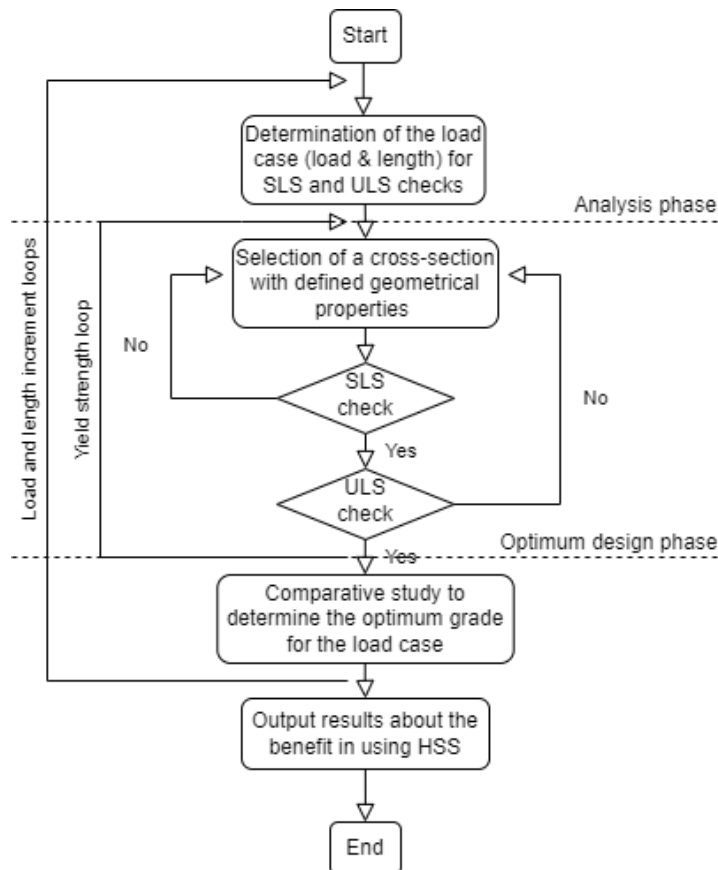 Start
Determination of the load
case (load & length) for
SLS and ULS checks
Analysis phase
Load and length increment loops
Yield strength loop
Selection of a cross-section
with defined geometrical
properties
No
No
SLS
check
Yes
ULS
check
Optimum design phase
Yes
Comparative study to
determine the optimum grade
for the load case
Output results about the
benefit in using HSS
End